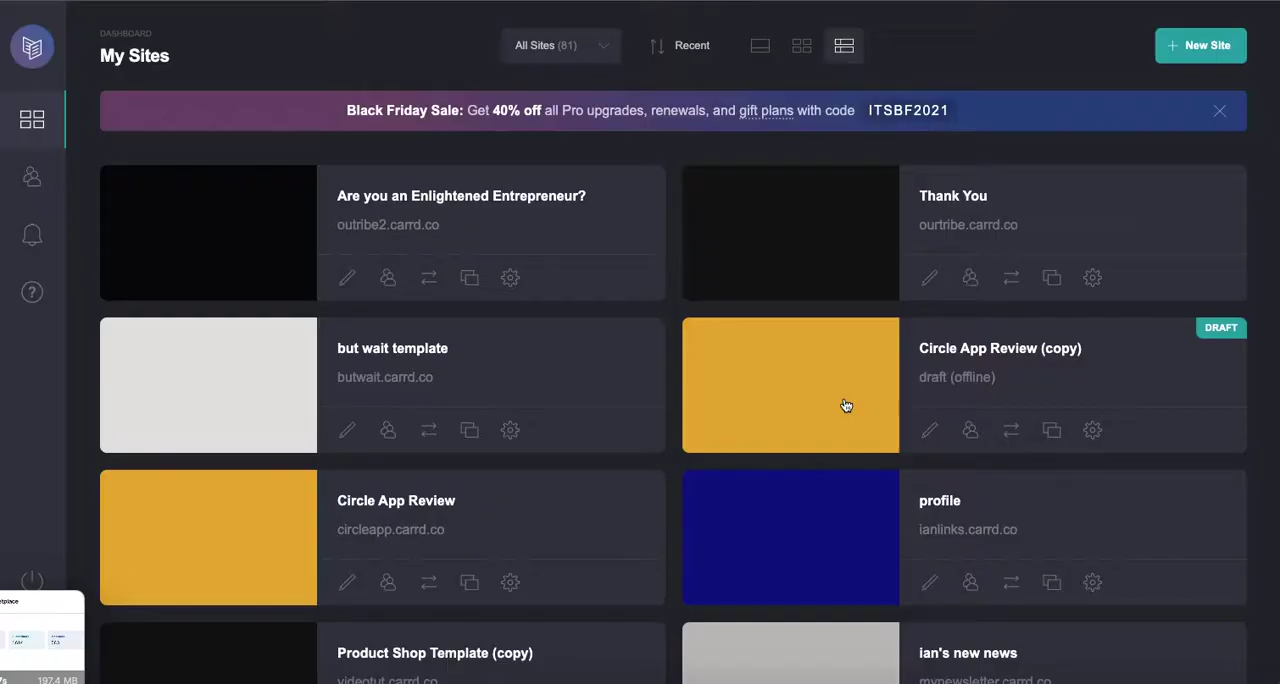 DASHBOARD
My Sites
All Sites (81)
Recent
New Site
Black Friday Sale: Get 40% off all Pro upgrades, renewals, and gift plans with code ITSBF2021
Are you an Enlightened Entrepreneur?
outribe2.carrd.co
Thank You
ourtribe.carrd.co
but wait template
butwait.carrd.co
DRAFT
Circle App Review (copy)
draft (offline)
Circle App Review
circleapp.carrd.co
profile
ianlinks.carrd.co
Product Shop Template (copy)
videotut.carrd.co
ian's new news
mynewsletter.carrd.co
197.4 MB